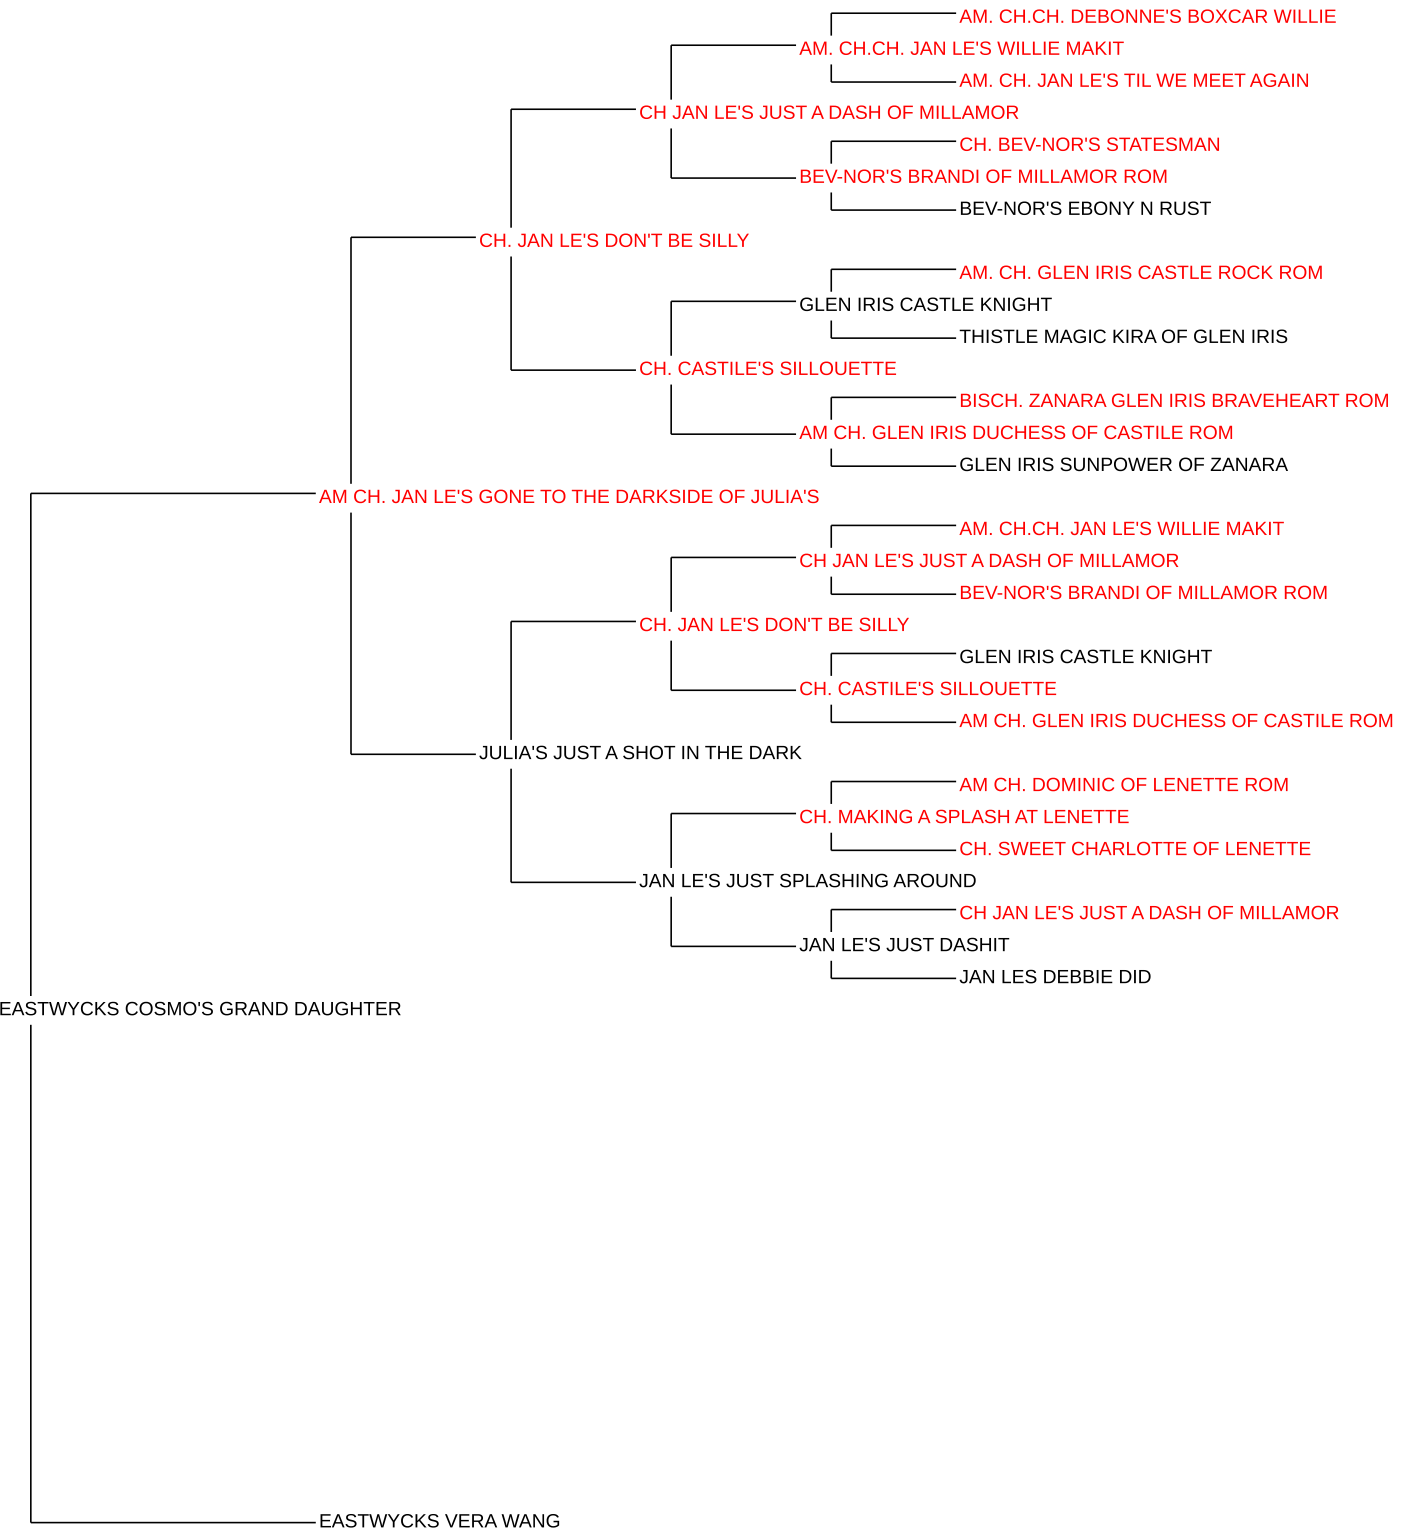 AM. CH.CH. DEBONNE'S BOXCAR WILLIE
AM. CH.CH. JAN LE'S WILLIE MAKIT
AM. CH. JAN LE'S TIL WE MEET AGAIN
CH JAN LE'S JUST A DASH OF MILLAMOR
CH. BEV-NOR'S STATESMAN
BEV-NOR'S BRANDI OF MILLAMOR ROM
BEV-NOR'S EBONY N RUST
CH. JAN LE'S DON'T BE SILLY
AM. CH. GLEN IRIS CASTLE ROCK ROM
GLEN IRIS CASTLE KNIGHT
THISTLE MAGIC KIRA OF GLEN IRIS
CH. CASTILE'S SILLOUETTE
BISCH. ZANARA GLEN IRIS BRAVEHEART ROM
AM CH. GLEN IRIS DUCHESS OF CASTILE ROM
GLEN IRIS SUNPOWER OF ZANARA
AM CH. JAN LE'S GONE TO THE DARKSIDE OF JULIA'S
AM. CH.CH. JAN LE'S WILLIE MAKIT
CH JAN LE'S JUST A DASH OF MILLAMOR
BEV-NOR'S BRANDI OF MILLAMOR ROM
CH. JAN LE'S DON'T BE SILLY
GLEN IRIS CASTLE KNIGHT
CH. CASTILE'S SILLOUETTE
AM CH. GLEN IRIS DUCHESS OF CASTILE ROM
JULIA'S JUST A SHOT IN THE DARK
AM CH. DOMINIC OF LENETTE ROM
CH. MAKING A SPLASH AT LENETTE
CH. SWEET CHARLOTTE OF LENETTE
JAN LE'S JUST SPLASHING AROUND
CH JAN LE'S JUST A DASH OF MILLAMOR
JAN LE'S JUST DASHIT
JAN LES DEBBIE DID
EASTWYCKS COSMO'S GRAND DAUGHTER
EASTWYCKS VERA WANG